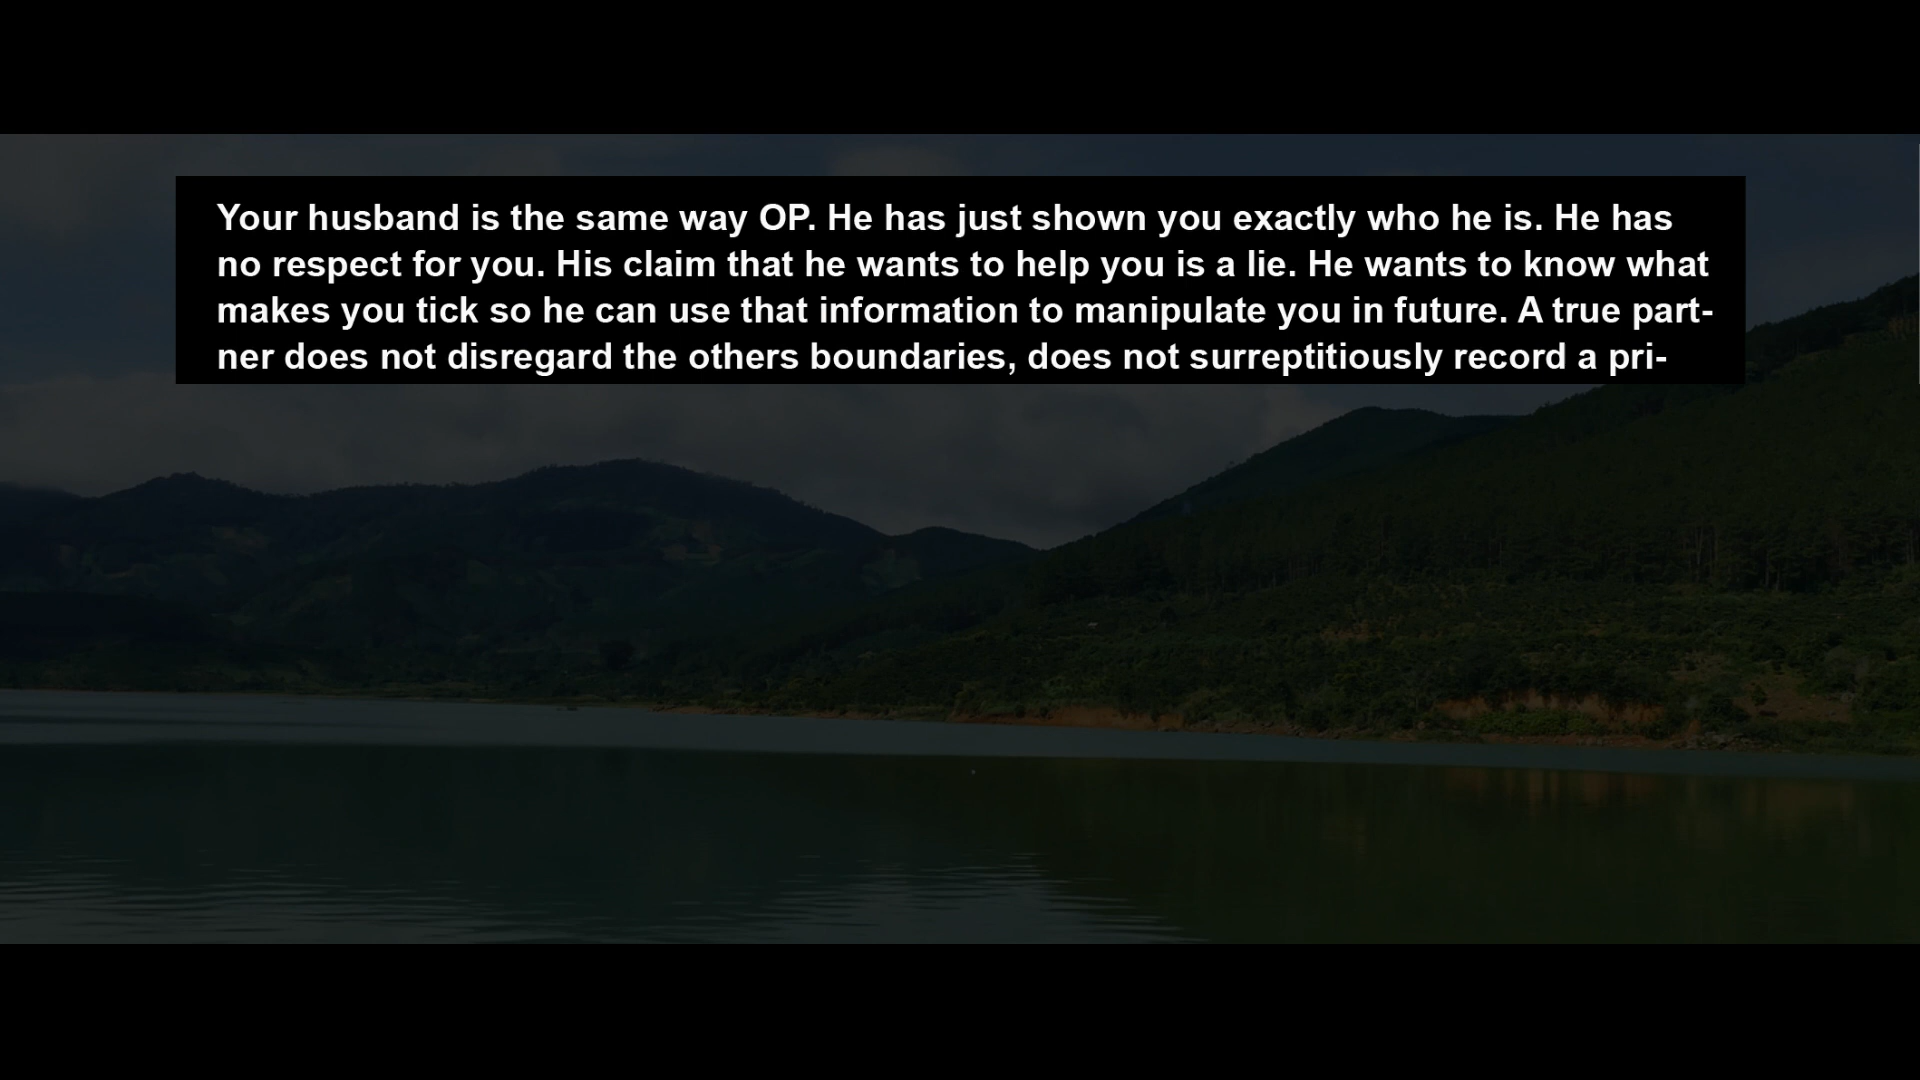 Your husband is the same way OP. He has just shown you exactly who he is. He has
no respect for you. His claim that he wants to help you is a lie. He wants to know what
makes you tick so he can use that information to manipulate you in future. A true part-
ner does not disregard the others boundaries, does not surreptitiously record a pri-